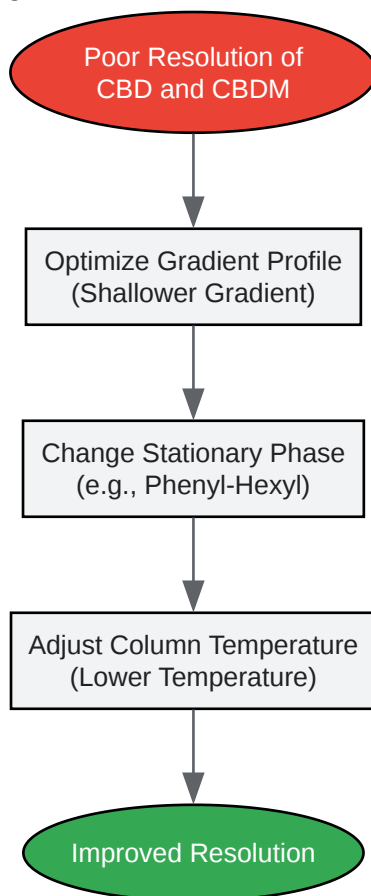 Poor Resolution of
CBD and CBDM
Optimize Gradient Profile
(Shallower Gradient)
Change Stationary Phase
(e.g., Phenyl-Hexyl)
Adjust Column Temperature
(Lower Temperature)
Improved Resolution